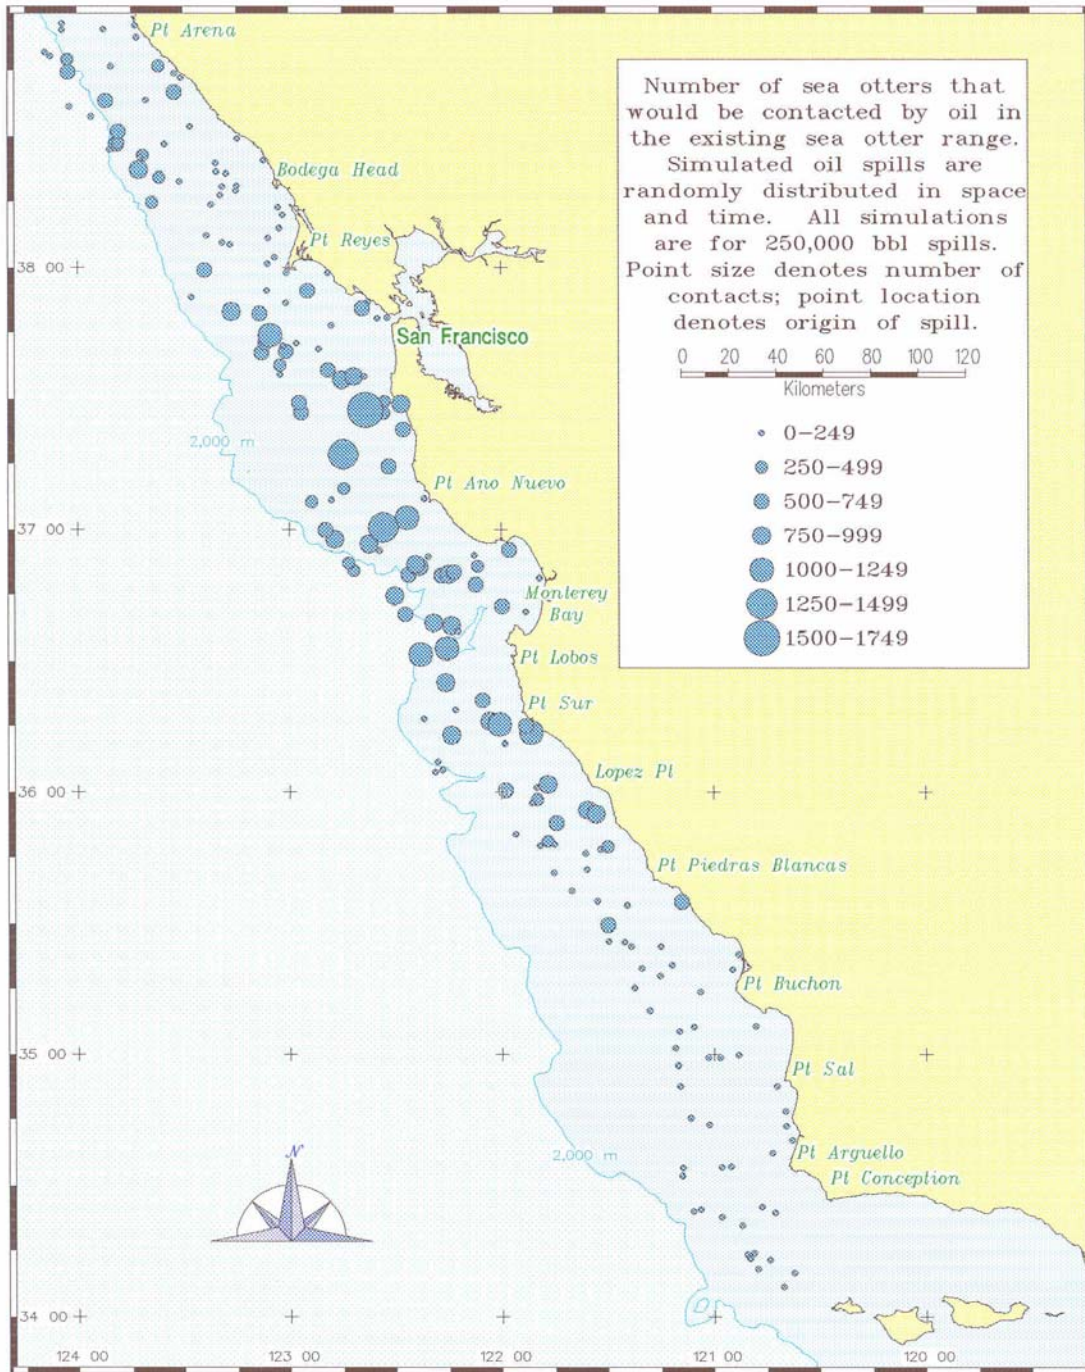 Pt Arena
Number of sea otters that
would be contacted by oil in
the existing sea otter range.
Simulated oil spills are
randomly distributed in space
and time. All simulations
are for 250,000 bbl spills.
Point size denotes number of
contacts; point location
denotes origin of spill.
0 20 40 60 80 100 120
Kilometers
0-249
250-499
500-749
750-999
1000-1249
1250-1499
1500-1749
Bodega Head
Pt Reyes
38 00
San Francisco
2,000 m
Pt Ano Nuevo
37 00
Monterey
Bay
Pt Lobos
Pt Sur
Lopez Pt
36 00
Pt Piedras Blancas
Pt Buchon
35 00
Pt Sal
2,000 m
Pt Arguello
Pt Conception
N
34 00
124 00 123 00 122 00 121 00 120 00